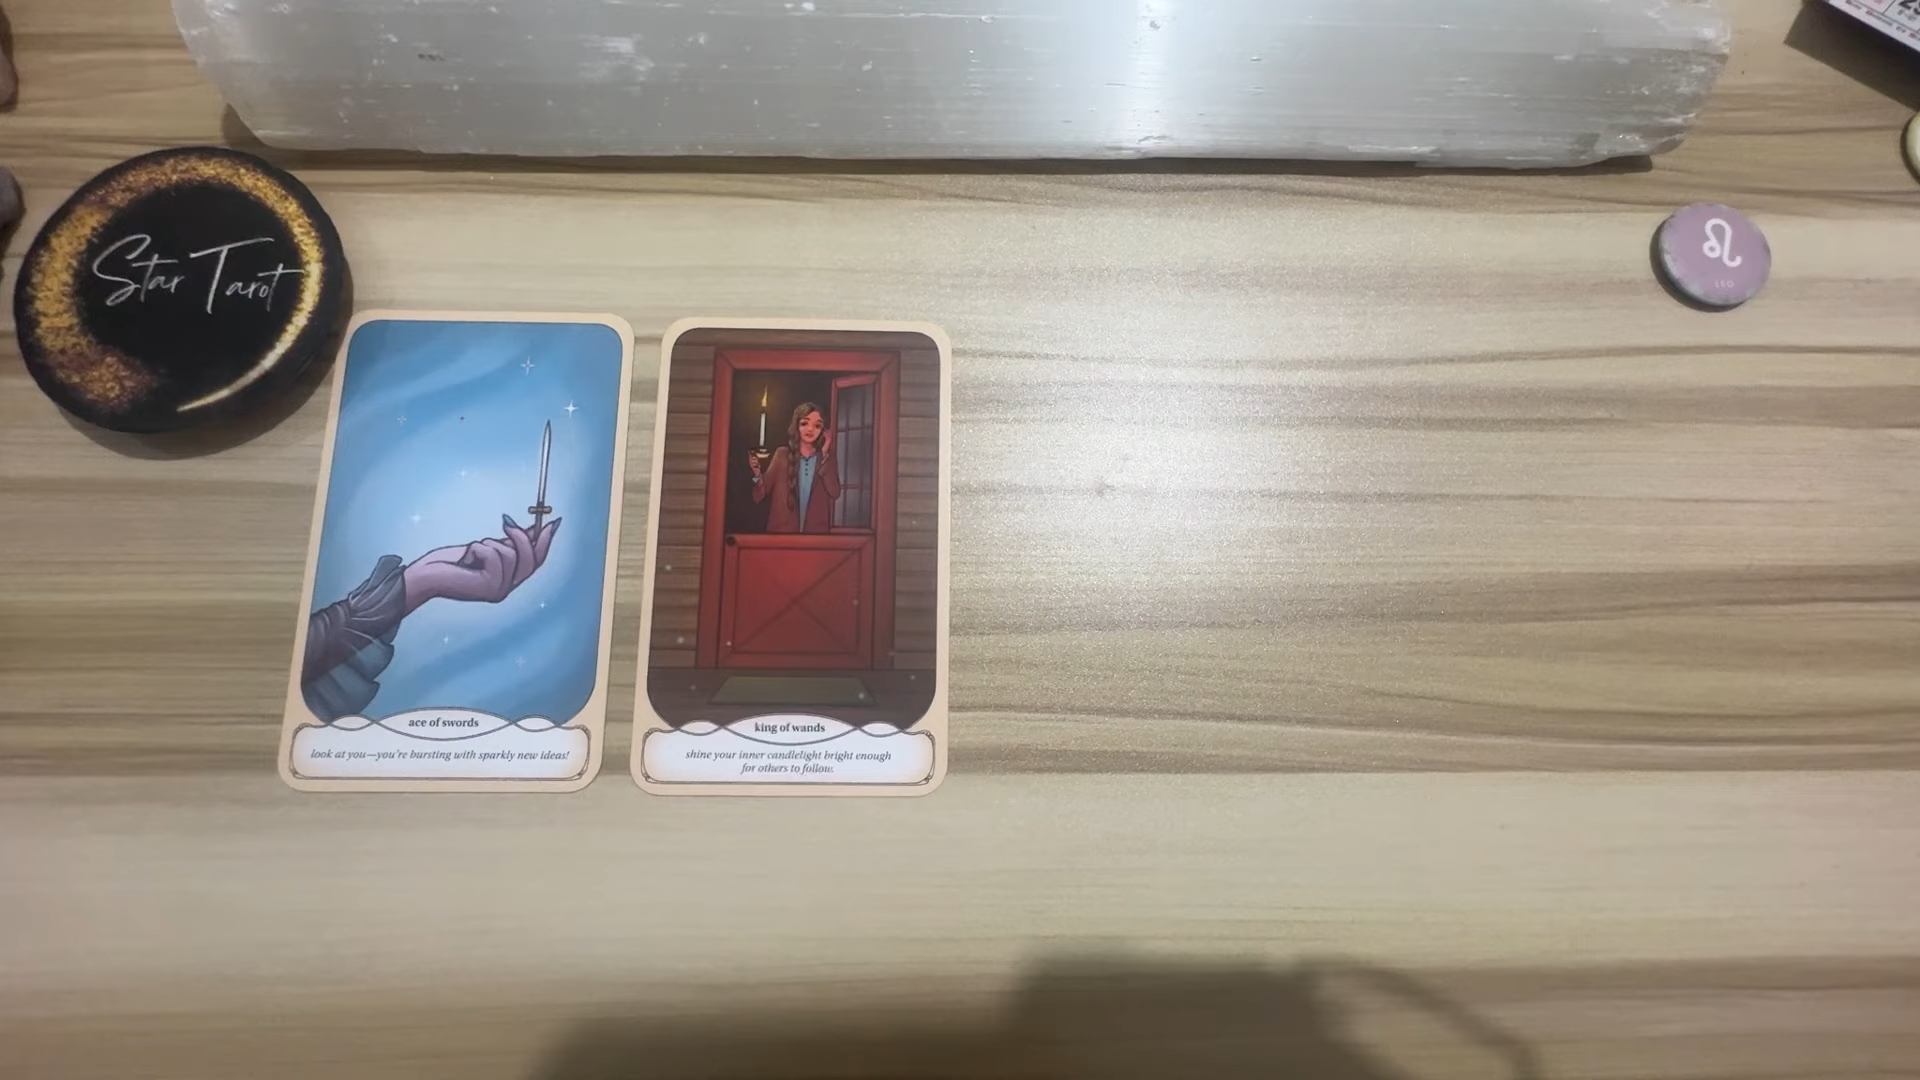 Star Tarot
LEO
ace of swords
look at you—you're bursting with sparkly new ideas!
king of wands
shine your inner candlelight bright enough
for others to follow.